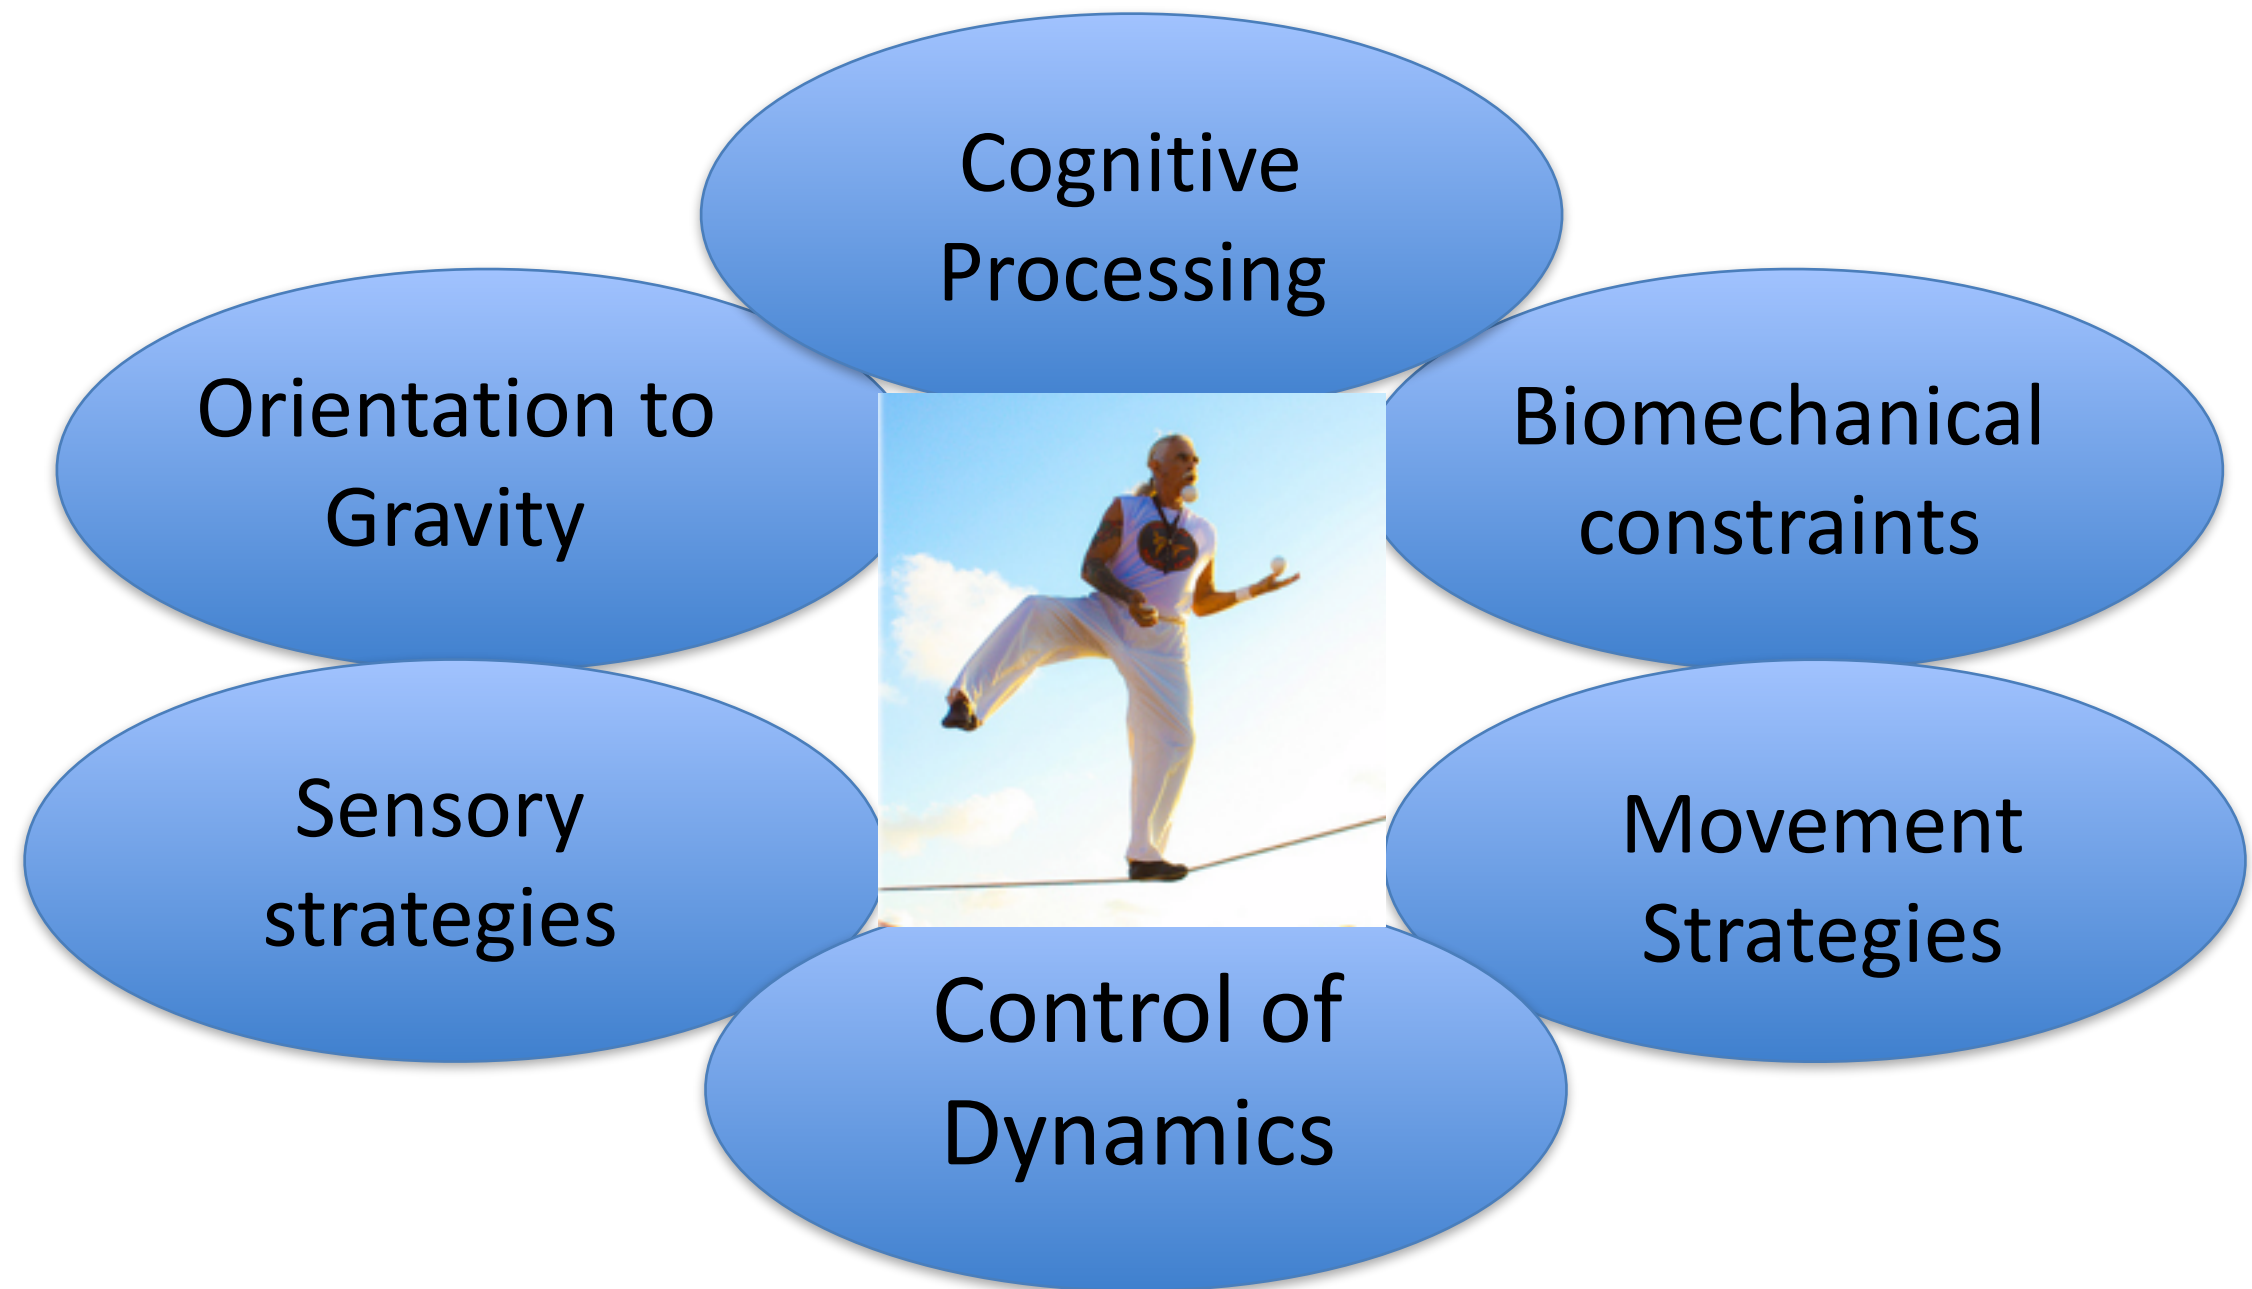 Cognitive
Processing
Orientation to
Gravity
Biomechanical
constraints
Sensory
strategies
Movement
Strategies
Control of
Dynamics